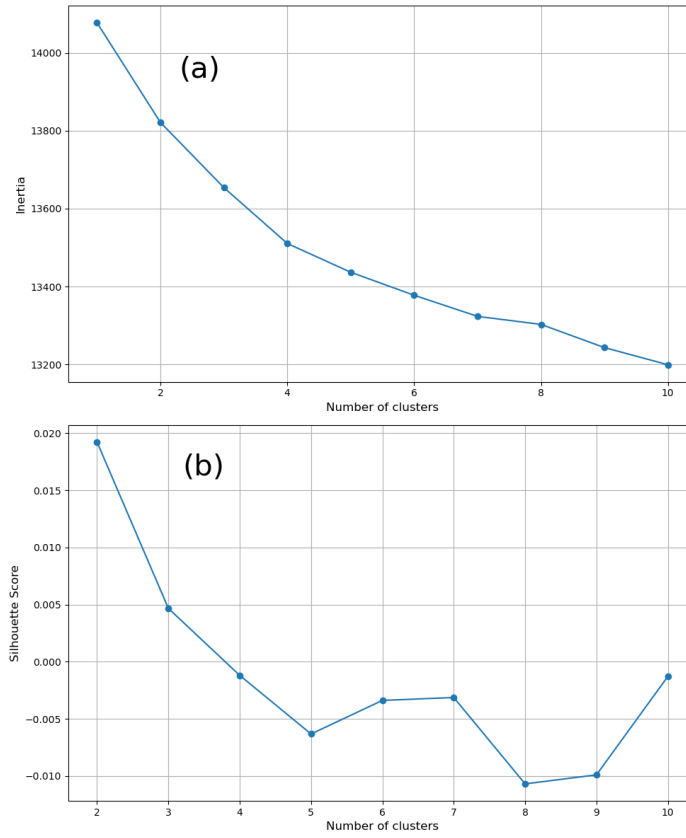 (a)
14000
13800
13600
13400
13200
Inertia
2 4 6 8 10
Number of clusters
(b)
0.020
0.015
0.010
0.005
0.000
−0.005
−0.010
Silhouette Score
2 3 4 5 6 7 8 9 10
Number of clusters